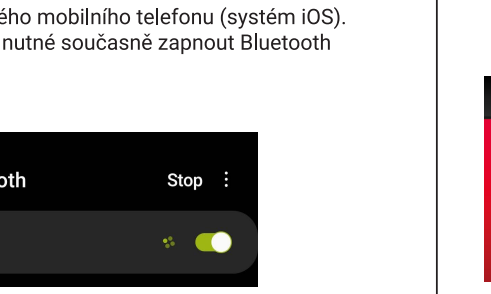 ého mobilního telefonu (systém iOS).
nutné současně zapnout Bluetooth
oth Stop